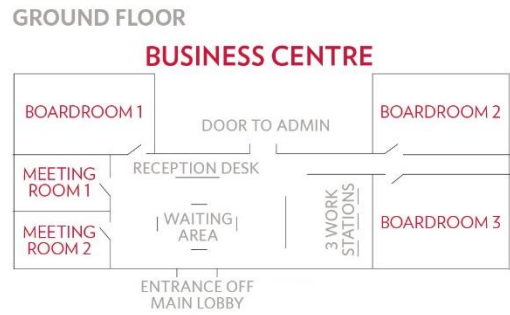 GROUND FLOOR
BUSINESS CENTRE
BOARDROOM 1
DOOR TO ADMIN
BOARDROOM 2
MEETING
ROOM 1
RECEPTION DESK
MEETING
ROOM 2
WAITING
AREA
3 WORK
STATIONS
BOARDROOM 3
ENTRANCE OFF
MAIN LOBBY